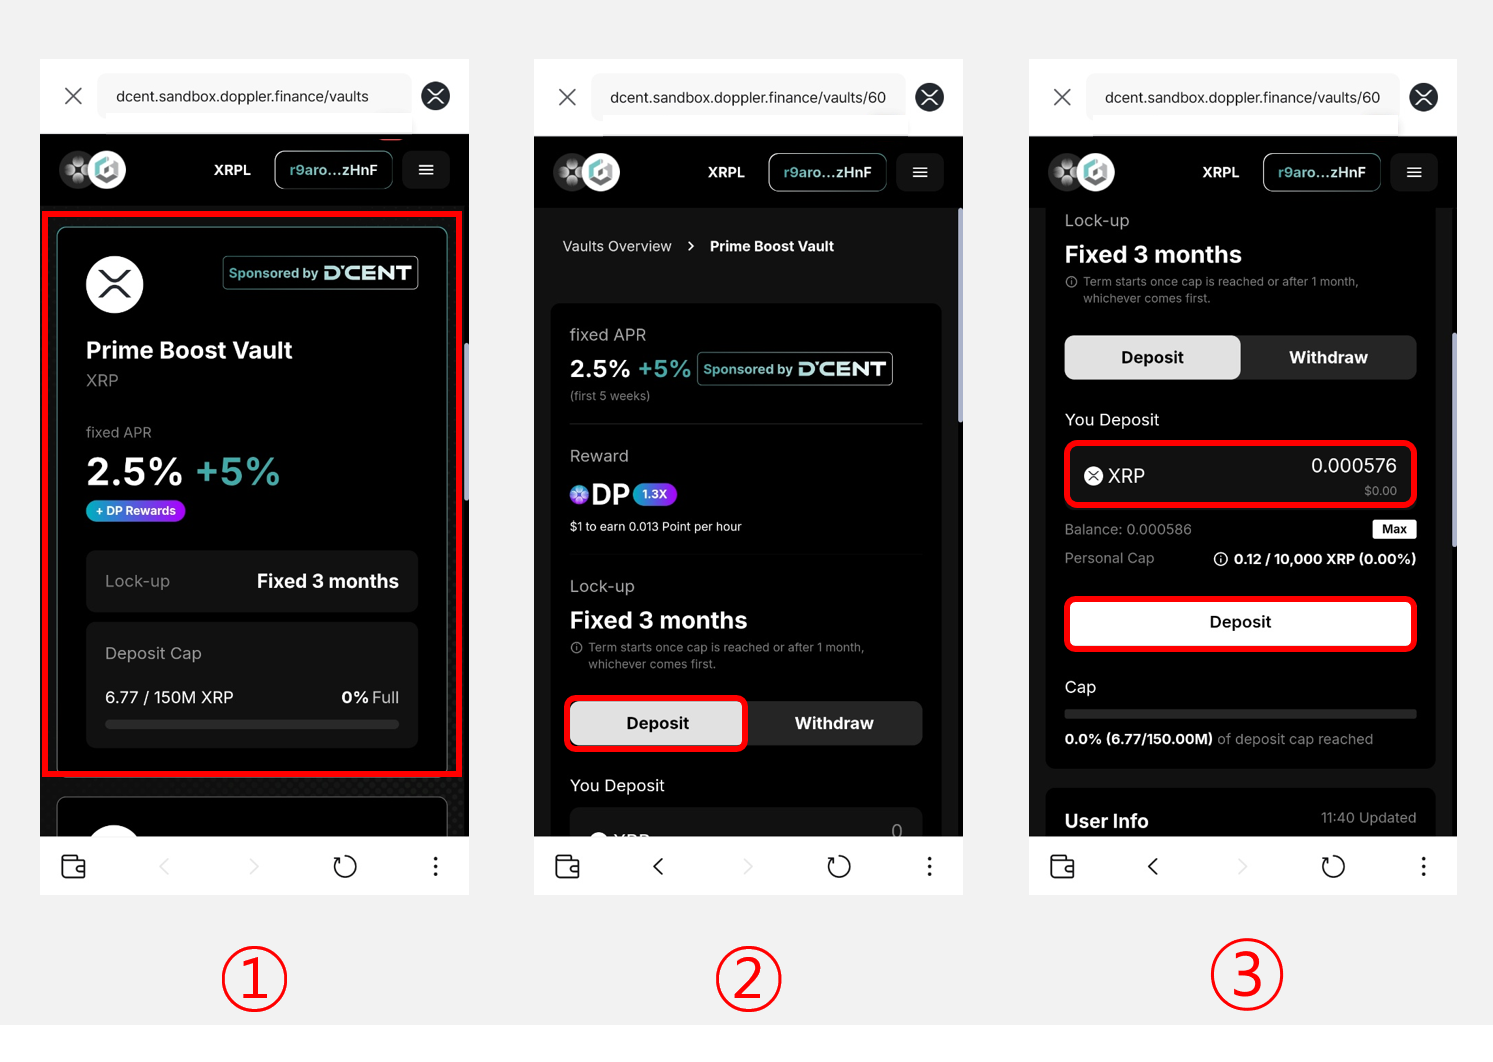 dcent.sandbox.doppler.finance/vaults
XRPL
r9aro...zHnF
Sponsored by D'CENT
Prime Boost Vault
XRP
fixed APR
2.5% +5%
+ DP Rewards
Lock-up
Fixed 3 months
Deposit Cap
6.77 / 150M XRP
0% Full
①
dcent.sandbox.doppler.finance/vaults/60
XRPL
r9aro...zHnF
Vaults Overview > Prime Boost Vault
fixed APR
2.5% +5% Sponsored by D'CENT
(first 5 weeks)
Reward
DP 1.3X
$1 to earn 0.013 Point per hour
Lock-up
Fixed 3 months
Term starts once cap is reached or after 1 month,
whichever comes first.
Deposit
Withdraw
You Deposit
XRP
0
②
dcent.sandbox.doppler.finance/vaults/60
XRPL
r9aro...zHnF
Lock-up
Fixed 3 months
Term starts once cap is reached or after 1 month,
whichever comes first.
Deposit
Withdraw
You Deposit
XRP
0.000576
$0.00
Balance: 0.000586
Max
Personal Cap
0.12 / 10,000 XRP (0.00%)
Deposit
Cap
0.0% (6.77/150.00M) of deposit cap reached
User Info
11:40 Updated
③